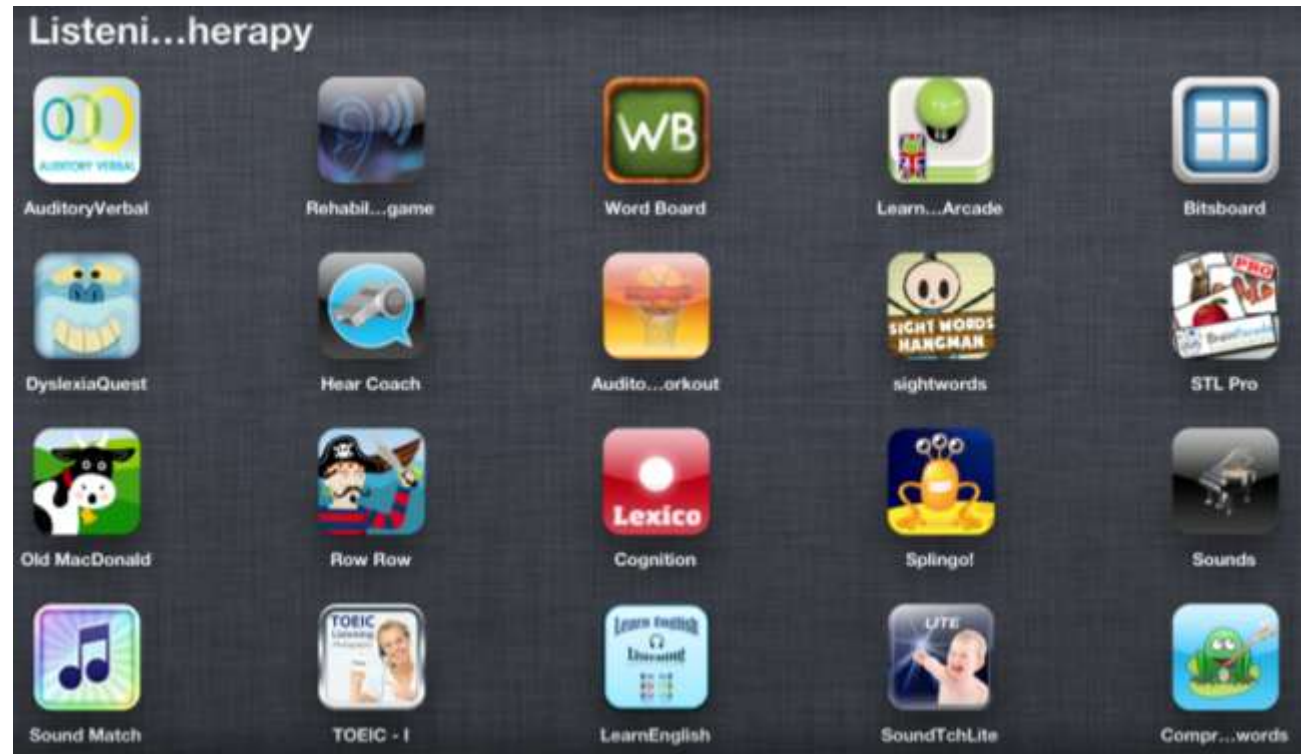 Listeni...herapy
AUDITORY VERBAL
WB
AuditoryVerbal
Rehabil...game
Word Board
Learn...Arcade
Bitsboard
SIGHT WORDS
HANGMAN
PRO
DyslexiaQuest
Hear Coach
Audito...orkout
sightwords
STL Pro
Lexico
Old MacDonald
Row Row
Cognition
Splingo!
Sounds
TOEIC
Listening
Learn English
Listening
LITE
Sound Match
TOEIC - I
LearnEnglish
SoundTchLite
Compr...words